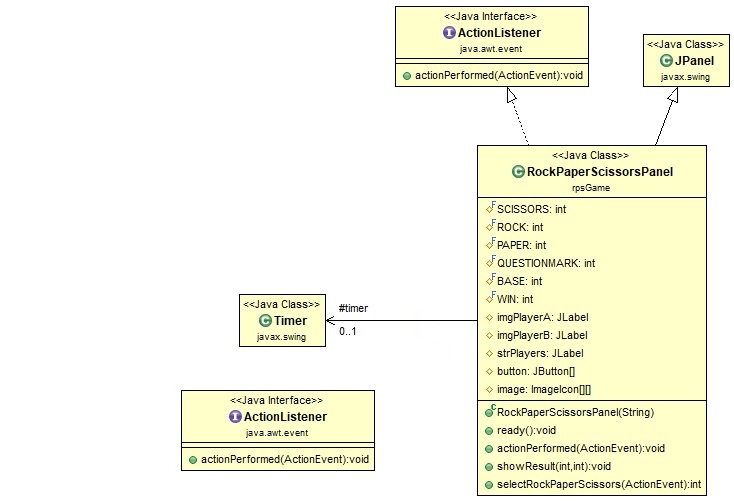 <<Java Interface>>
ActionListener
java.awt.event
actionPerformed(ActionEvent):void
<<Java Class>>
JPanel
javax.swing
<<Java Class>>
RockPaperScissorsPanel
rpsGame
SCISSORS: int
ROCK: int
PAPER: int
QUESTIONMARK: int
BASE: int
WIN: int
imgPlayerA: JLabel
imgPlayerB: JLabel
strPlayers: JLabel
button: JButton[]
image: ImageIcon[][]
RockPaperScissorsPanel(String)
ready():void
actionPerformed(ActionEvent):void
showResult(int,int):void
selectRockPaperScissors(ActionEvent):int
<<Java Class>>
Timer
javax.swing
#timer
0..1
<<Java Interface>>
ActionListener
java.awt.event
actionPerformed(ActionEvent):void